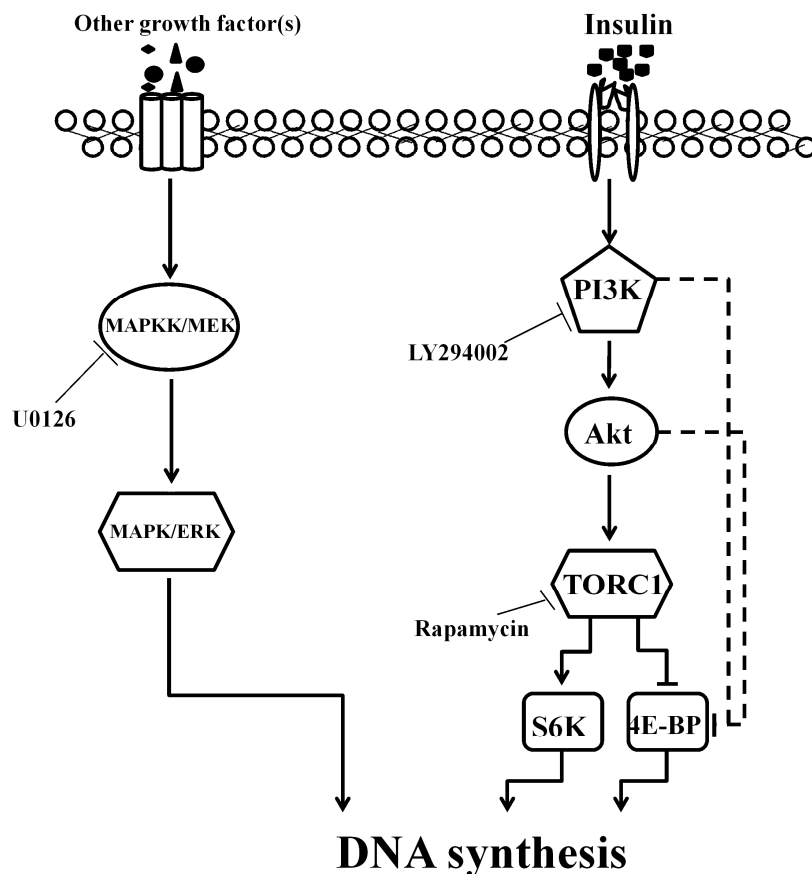 Other growth factor(s)
Insulin
PI3K
MAPKK/MEK
LY294002
U0126
Akt
MAPK/ERK
TORC1
Rapamycin
S6K
4E-BP
DNA synthesis